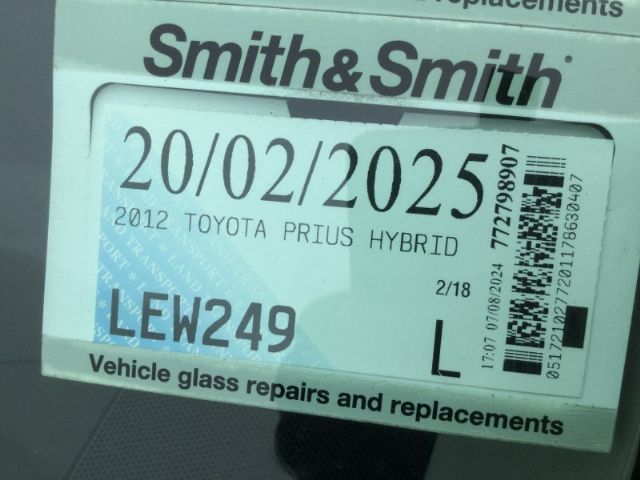 replacements
Smith&Smith®
20/02/2025
2012 TOYOTA PRIUS HYBRID
2/18
LEW249
L
17:07 07/08/2024 772798907
0517210277201178630407
Vehicle glass repairs and replacements